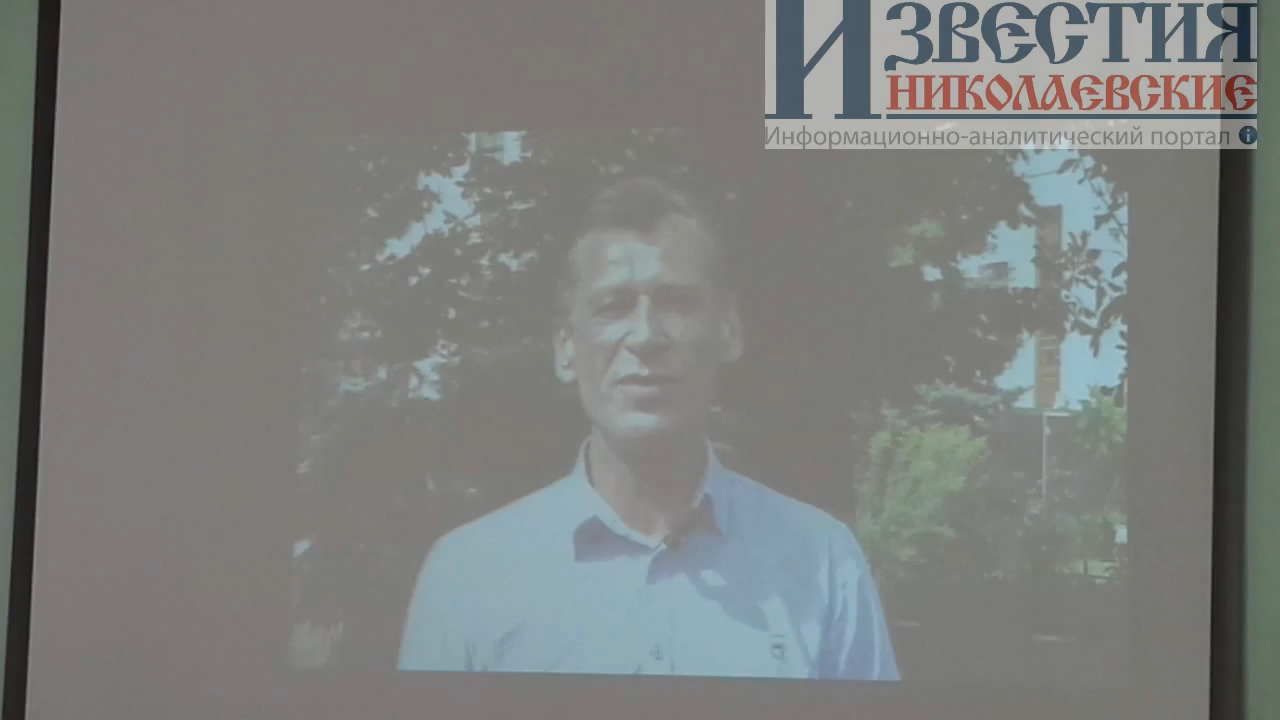 ИЗВЕСТИЯ
НИКОЛАЕВСКИЕ
Информационно-аналитический портал i